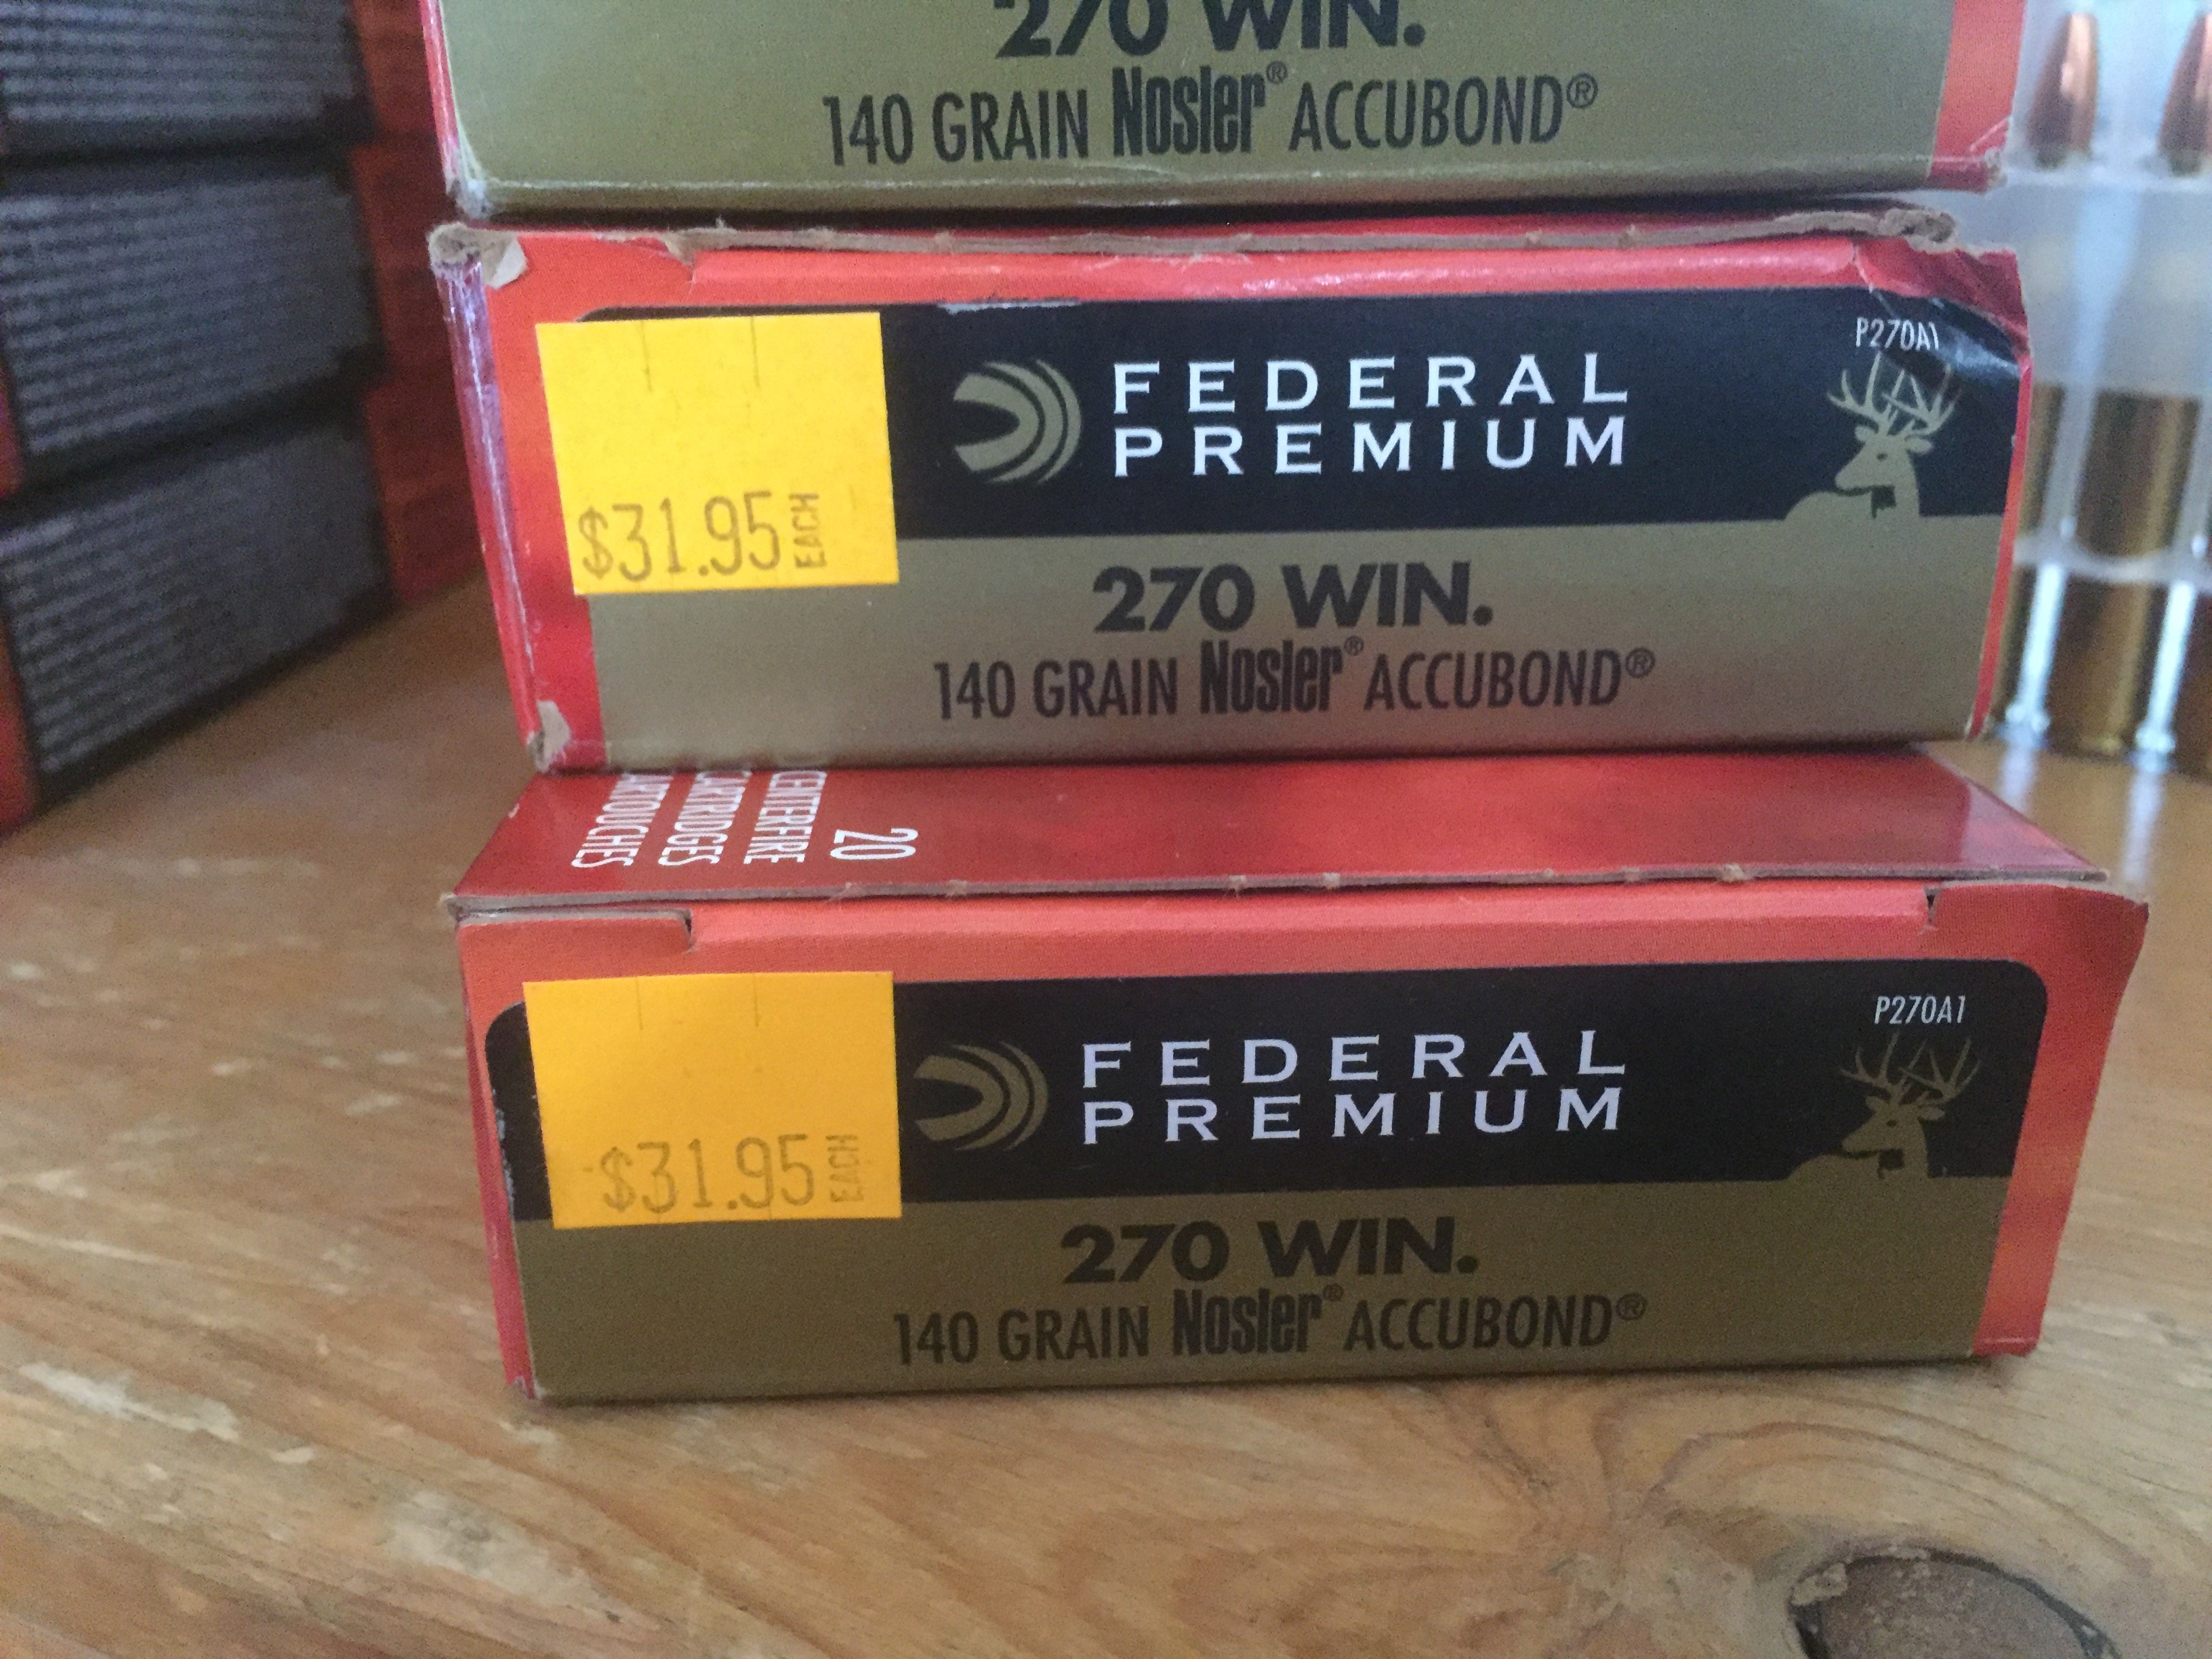 270 WIN.
140 GRAIN Nosler® ACCUBOND®
P270A1
FEDERAL
PREMIUM
$31.95 EACH
270 WIN.
140 GRAIN Nosler® ACCUBOND®
20
CENTERFIRE
CARTRIDGES
CARTOUCHES
P270A1
FEDERAL
PREMIUM
$31.95 EACH
270 WIN.
140 GRAIN Nosler® ACCUBOND®